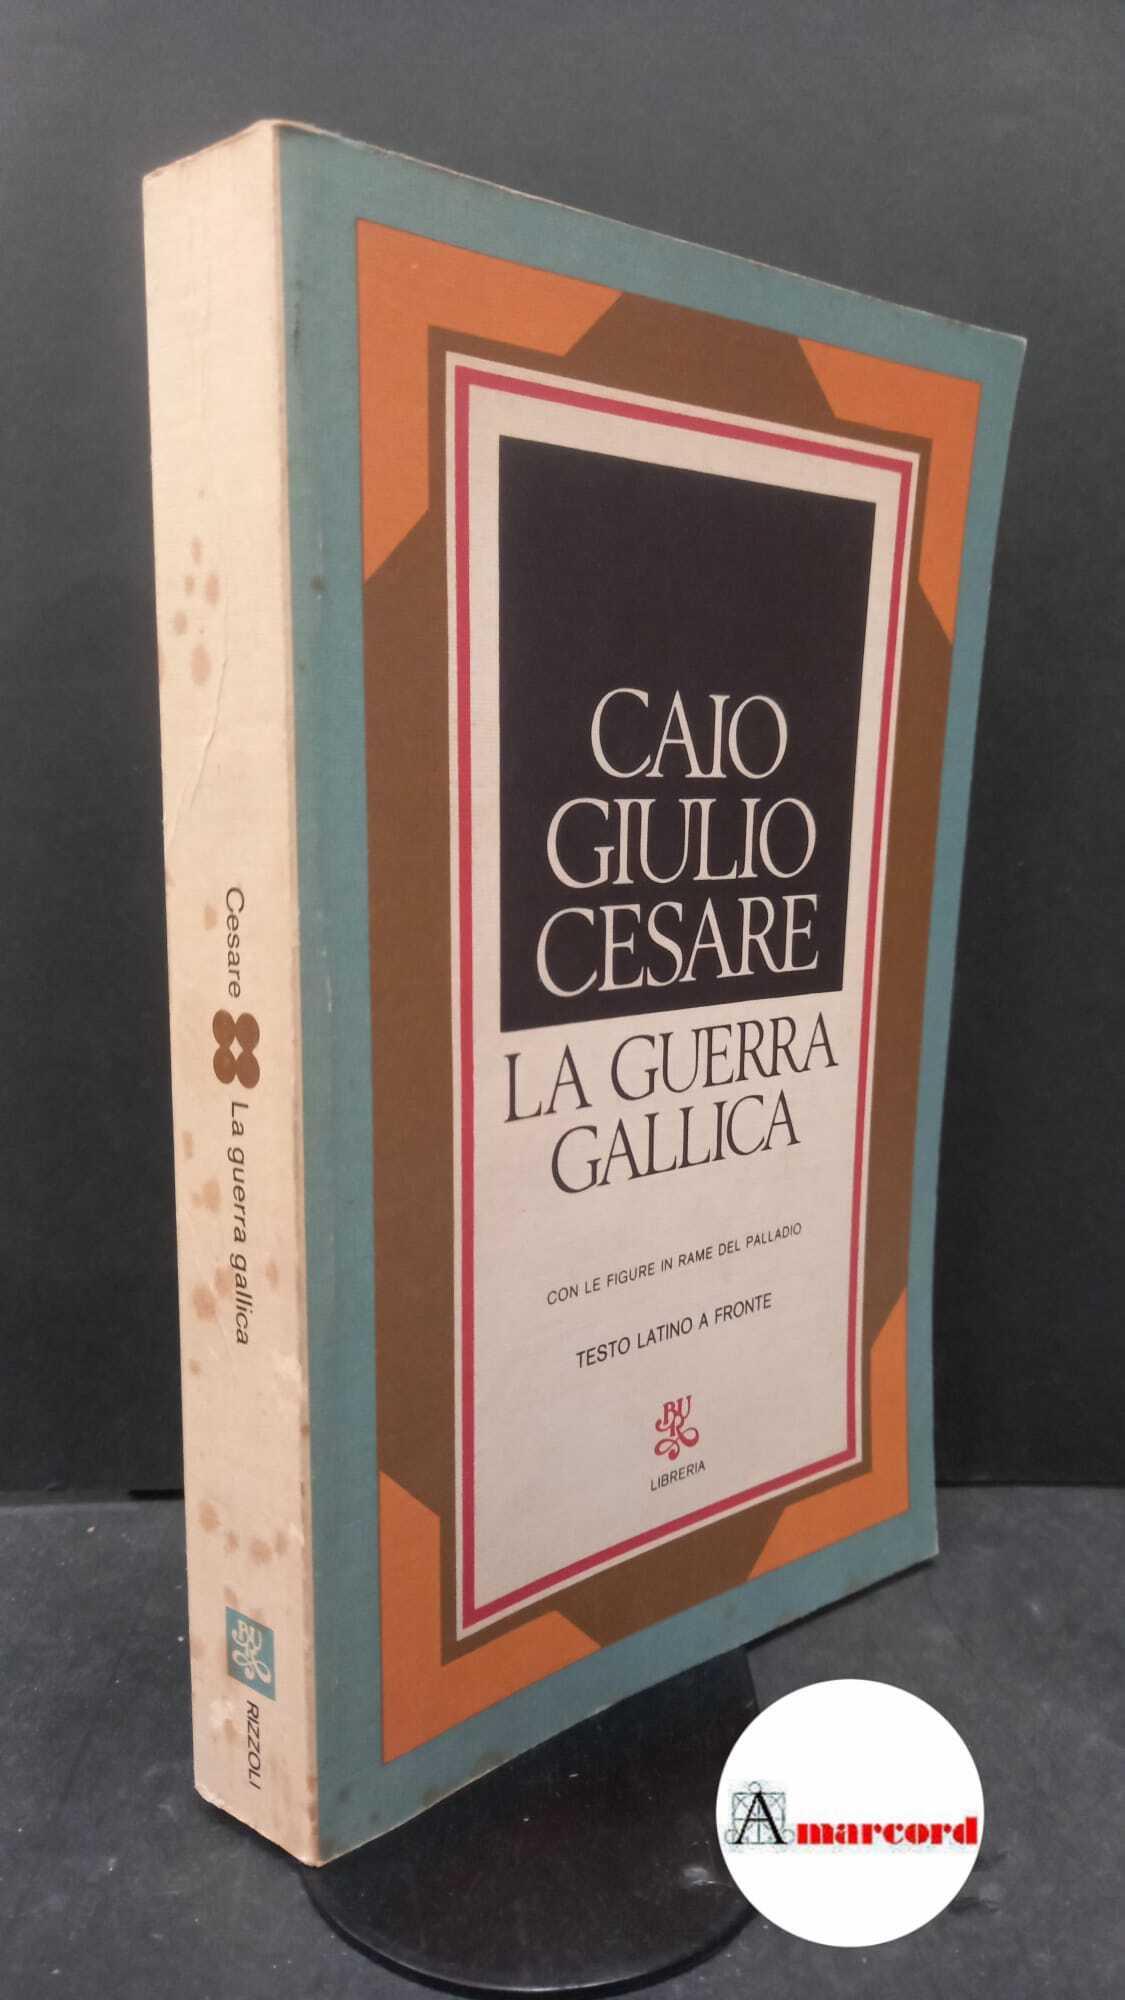 CAIO
GIULIO
CESARE
LA GUERRA
GALLICA
CON LE FIGURE IN RAME DEL PALLADIO
TESTO LATINO A FRONTE
BUR
LIBRERIA
Cesare La guerra gallica
BUR
RIZZOLI
Amarcord